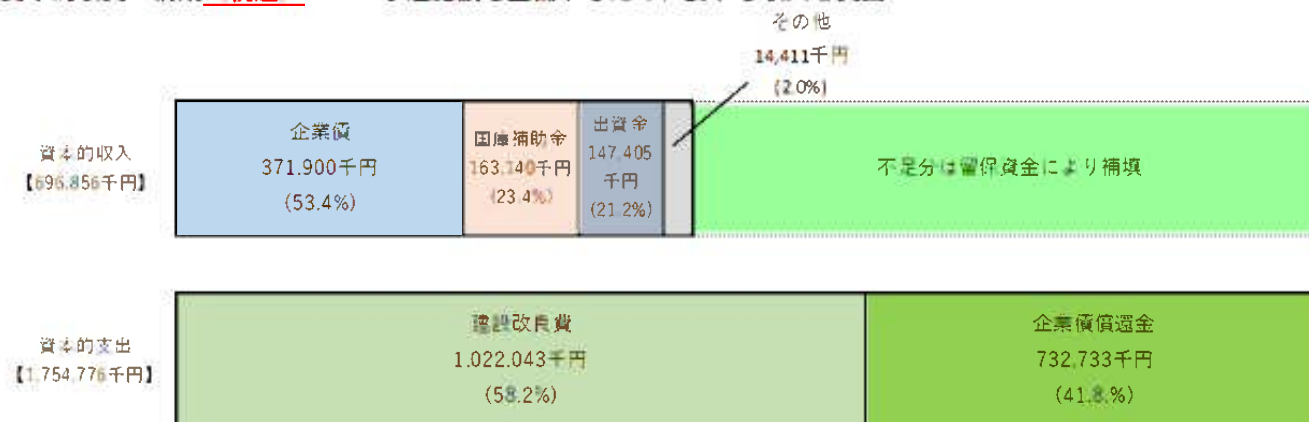 その他
14,411千円
(2.0%)
資本的収入
【696,856千円】
企業債
371.900千円
(53.4%)
国庫補助金
163,140千円
(23.4%)
出資金
147,405
千円
(21.2%)
不足分は留保資金により補填
資本的支出
【1,754,776千円】
建設改良費
1.022.043千円
(58.2%)
企業債償還金
732,733千円
(41.8.%)